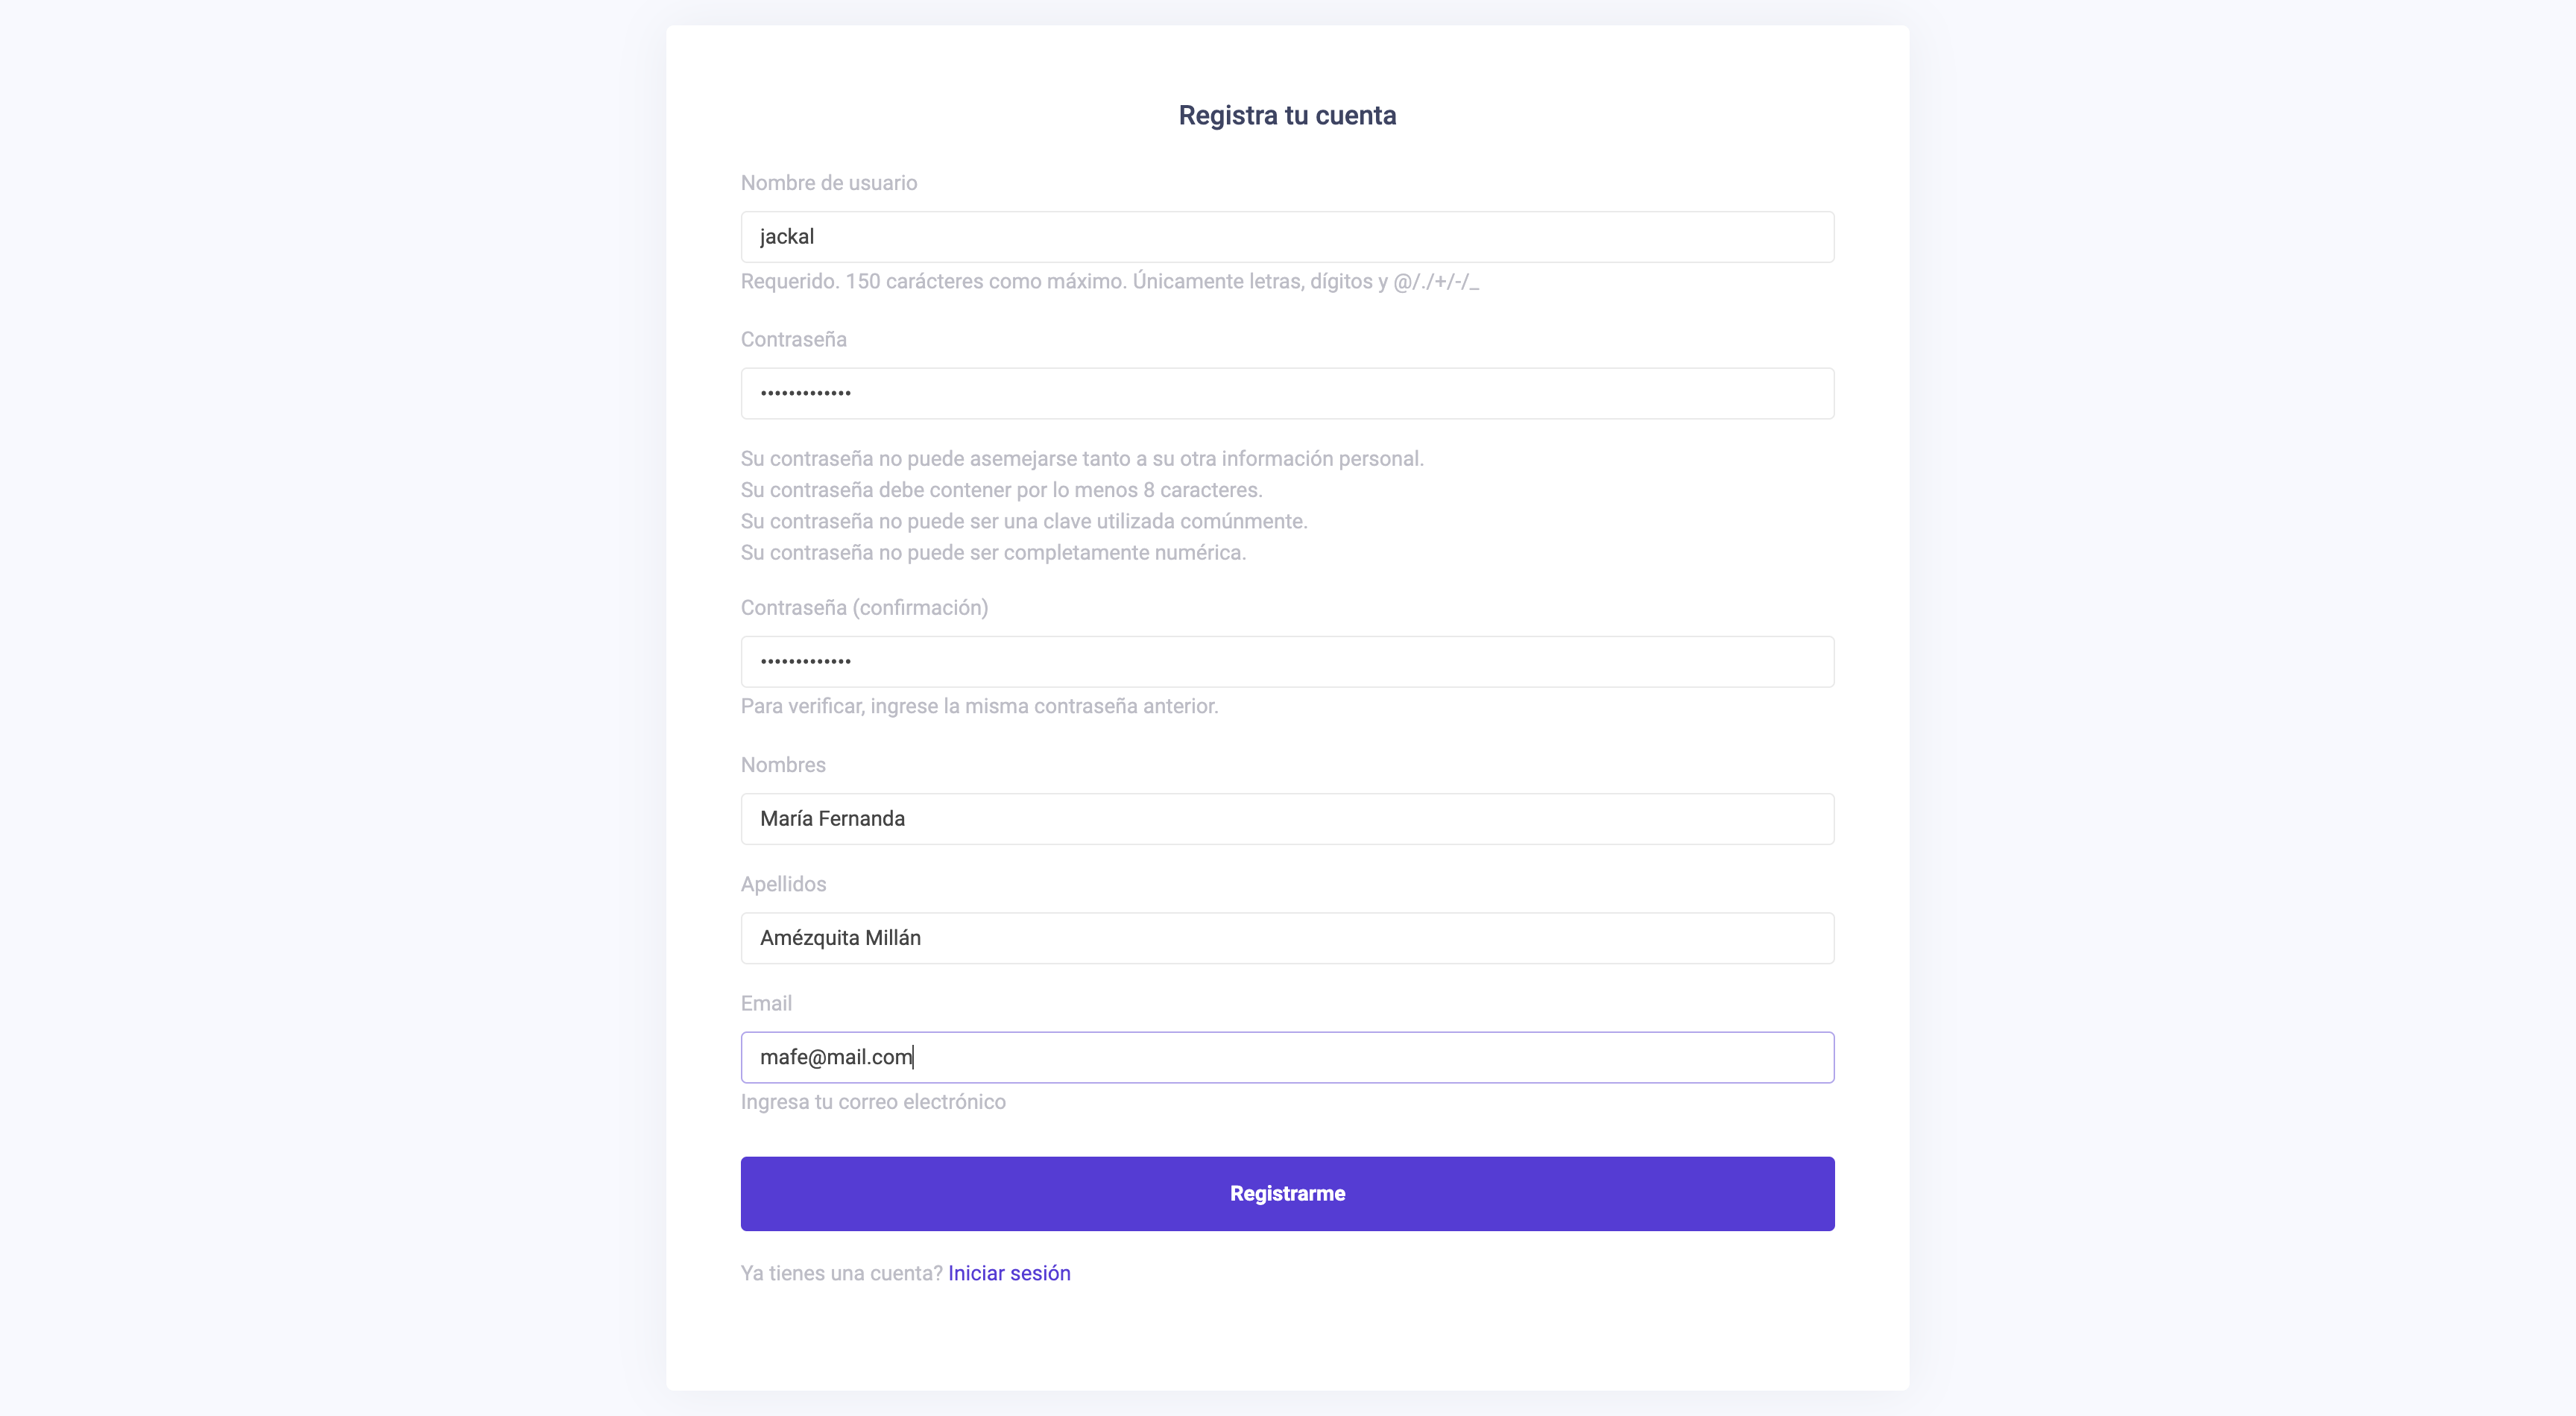 Registra tu cuenta
Nombre de usuario
jackal
Requerido. 150 carácteres como máximo. Únicamente letras, dígitos y @/./+/-/_
Contraseña
•••••••••••••
Su contraseña no puede asemejarse tanto a su otra información personal.
Su contraseña debe contener por lo menos 8 caracteres.
Su contraseña no puede ser una clave utilizada comúnmente.
Su contraseña no puede ser completamente numérica.
Contraseña (confirmación)
•••••••••••••
Para verificar, ingrese la misma contraseña anterior.
Nombres
María Fernanda
Apellidos
Amézquita Millán
Email
mafe@mail.com
Ingresa tu correo electrónico
Registrarme
Ya tienes una cuenta? Iniciar sesión